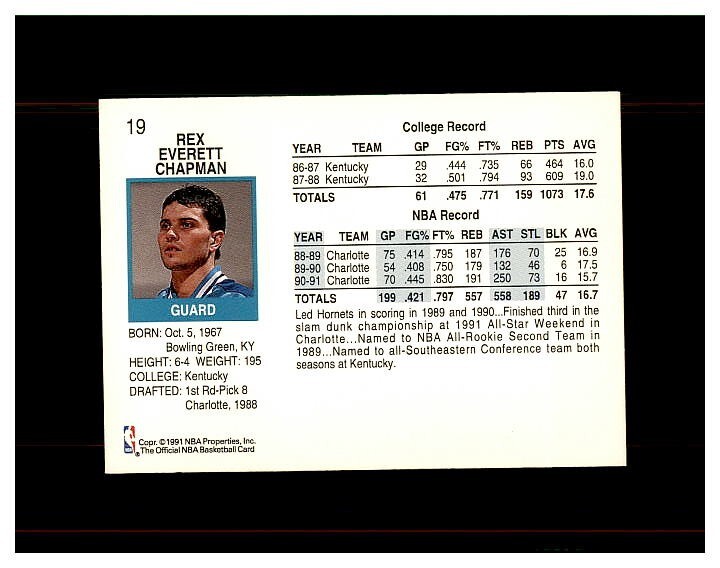 19
REX
EVERETT
CHAPMAN
GUARD
BORN: Oct. 5, 1967
Bowling Green, KY
HEIGHT: 6-4 WEIGHT: 195
COLLEGE: Kentucky
DRAFTED: 1st Rd-Pick 8
Charlotte, 1988
Copr. © 1991 NBA Properties, Inc.
The Official NBA Basketball Card
College Record
YEAR TEAM GP FG% FT% REB PTS AVG
86-87 Kentucky 29 .444 .735 66 464 16.0
87-88 Kentucky 32 .501 .794 93 609 19.0
TOTALS 61 .475 .771 159 1073 17.6
NBA Record
YEAR TEAM GP FG% FT% REB AST STL BLK AVG
88-89 Charlotte 75 .414 .795 187 176 70 25 16.9
89-90 Charlotte 54 .408 .750 179 132 46 6 17.5
90-91 Charlotte 70 .445 .830 191 250 73 16 15.7
TOTALS 199 .421 .797 557 558 189 47 16.7
Led Hornets in scoring in 1989 and 1990...Finished third in the
slam dunk championship at 1991 All-Star Weekend in
Charlotte...Named to NBA All-Rookie Second Team in
1989...Named to all-Southeastern Conference team both
seasons at Kentucky.